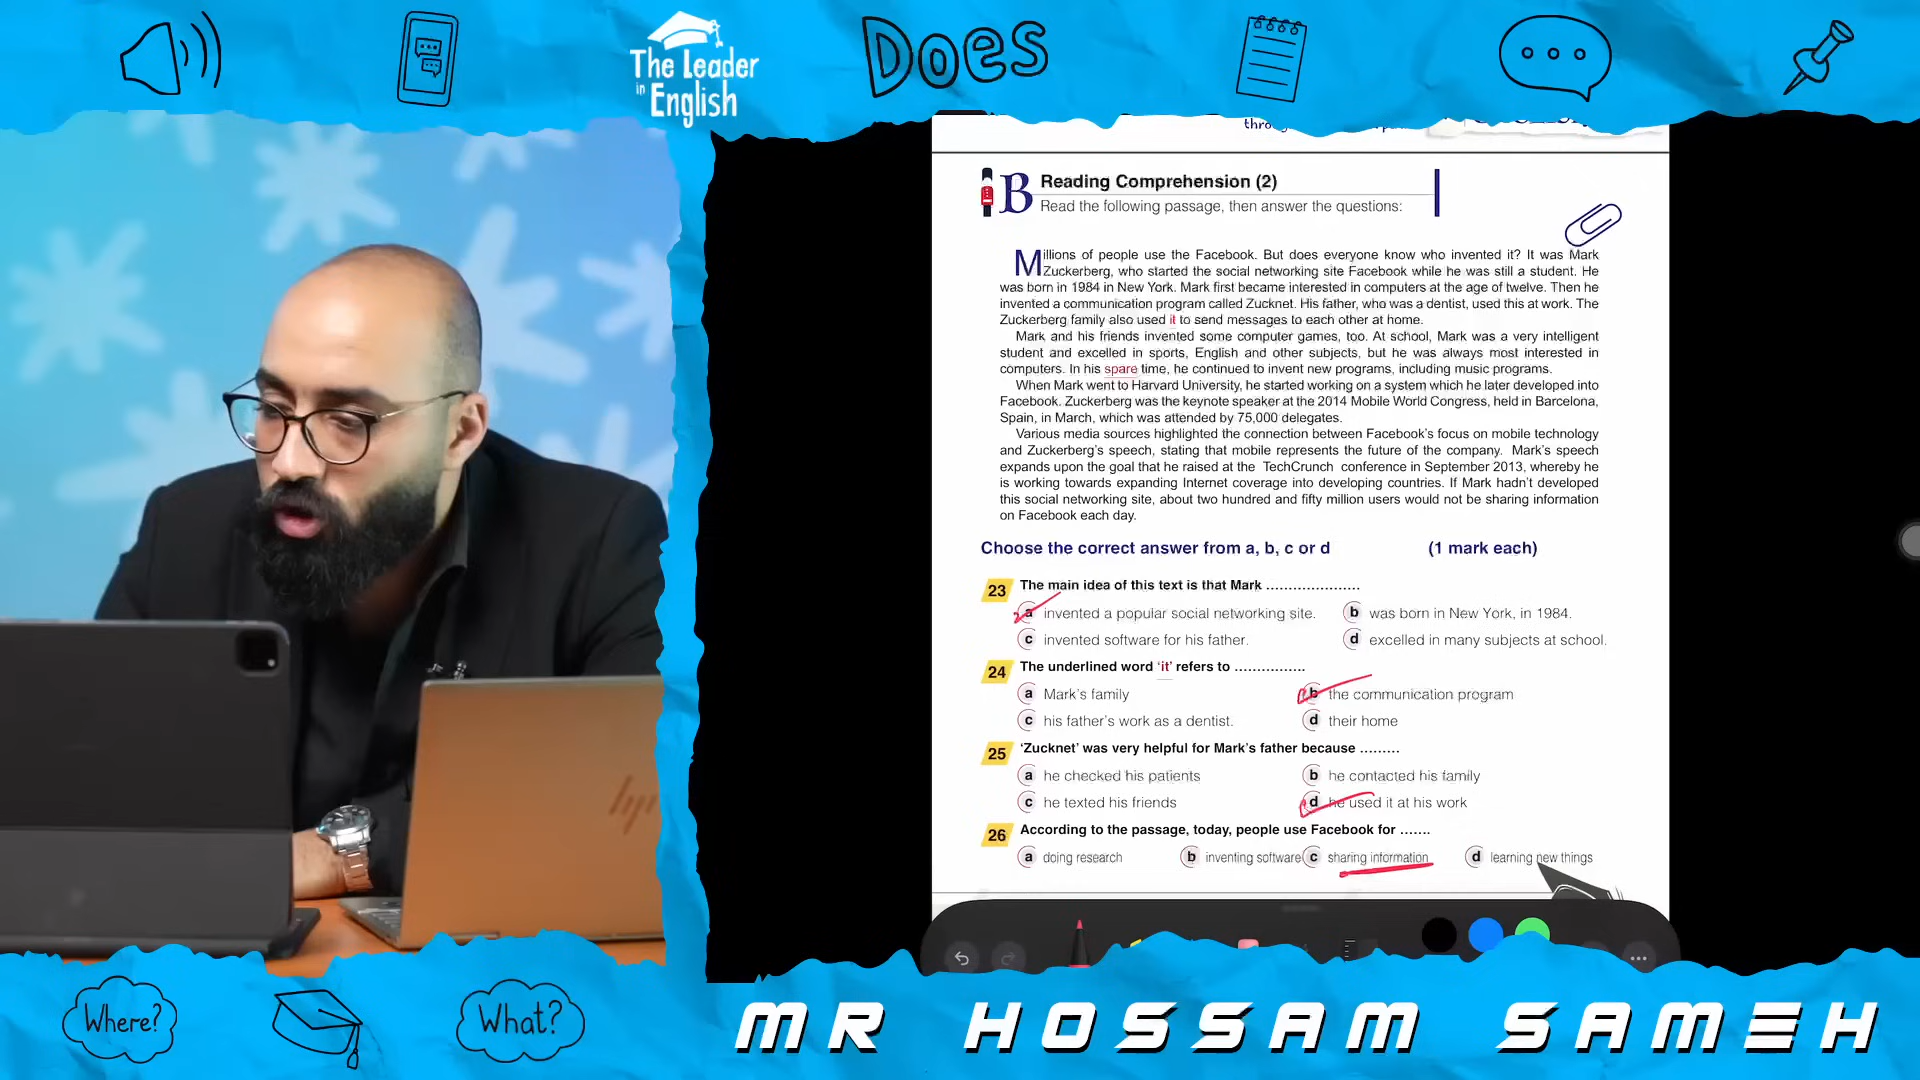 The Leader
in
English
Does
B
Reading Comprehension (2)
Read the following passage, then answer the questions:
Millions of people use the Facebook. But does everyone know who invented it? It was Mark
Zuckerberg, who started the social networking site Facebook while he was still a student. He
was born in 1984 in New York. Mark first became interested in computers at the age of twelve. Then he
invented a communication program called Zucknet. His father, who was a dentist, used this at work. The
Zuckerberg family also used it to send messages to each other at home.
Mark and his friends invented some computer games, too. At school, Mark was a very intelligent
student and excelled in sports, English and other subjects, but he was always most interested in
computers. In his spare time, he continued to invent new programs, including music programs.
When Mark went to Harvard University, he started working on a system which he later developed into
Facebook. Zuckerberg was the keynote speaker at the 2014 Mobile World Congress, held in Barcelona,
Spain, in March, which was attended by 75,000 delegates.
Various media sources highlighted the connection between Facebook's focus on mobile technology
and Zuckerberg's speech, stating that mobile represents the future of the company. Mark's speech
expands upon the goal that he raised at the TechCrunch conference in September 2013, whereby he
is working towards expanding Internet coverage into developing countries. If Mark hadn't developed
this social networking site, about two hundred and fifty million users would not be sharing information
on Facebook each day.
Choose the correct answer from a, b, c or d (1 mark each)
23 The main idea of this text is that Mark .....................
a invented a popular social networking site. b was born in New York, in 1984.
c invented software for his father. d excelled in many subjects at school.
24 The underlined word 'it' refers to ................
a Mark's family b the communication program
c his father's work as a dentist. d their home
25 'Zucknet' was very helpful for Mark's father because .........
a he checked his patients b he contacted his family
c he texted his friends d he used it at his work
26 According to the passage, today, people use Facebook for .......
a doing research b inventing software c sharing information d learning new things
hp
Where?
What?
MR HOSSAM SAMEH